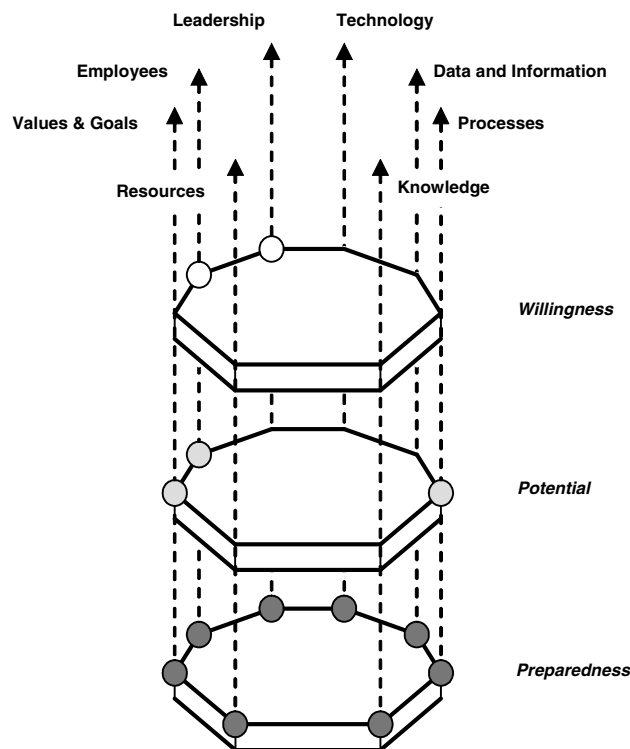 Leadership
Technology
Employees
Data and Information
Values & Goals
Processes
Resources
Knowledge
Willingness
Potential
Preparedness